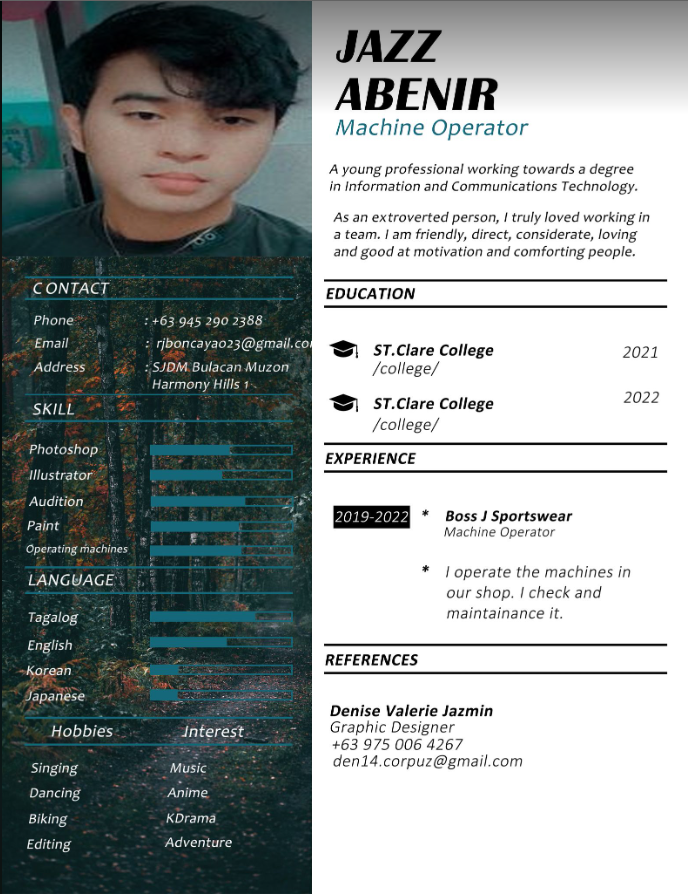 JAZZ
ABENIR
Machine Operator
A young professional working towards a degree
in Information and Communications Technology.
As an extroverted person, I truly loved working in
a team. I am friendly, direct, considerate, loving
and good at motivation and comforting people.
CONTACT
Phone : +63 945 290 2388
Email : rjboncayao23@gmail.com
Address : SJDM Bulacan Muzon
Harmony Hills 1
SKILL
Photoshop
Illustrator
Audition
Paint
Operating machines
LANGUAGE
Tagalog
English
Korean
Japanese
Hobbies Interest
Singing Music
Dancing Anime
Biking KDrama
Editing Adventure
EDUCATION
ST.Clare College 2021
/college/
ST.Clare College 2022
/college/
EXPERIENCE
2019-2022 * Boss J Sportswear
Machine Operator
* I operate the machines in
our shop. I check and
maintainance it.
REFERENCES
Denise Valerie Jazmin
Graphic Designer
+63 975 006 4267
den14.corpuz@gmail.com